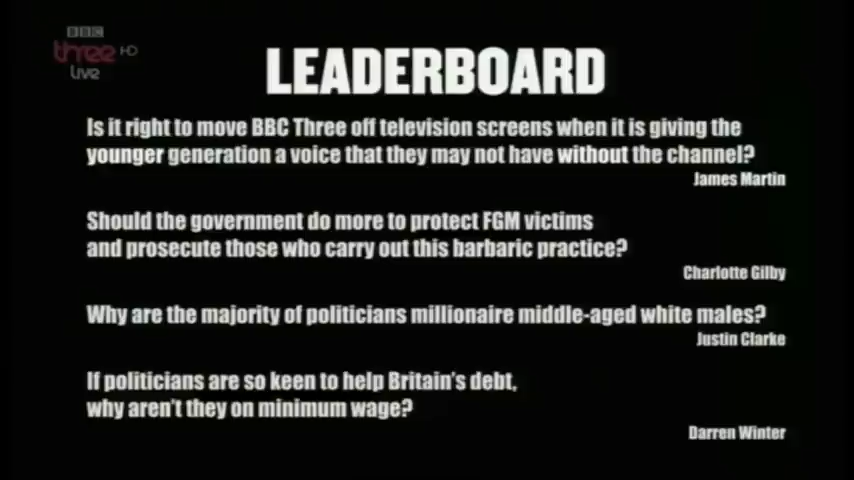 BBC
three HD
live
LEADERBOARD
Is it right to move BBC Three off television screens when it is giving the
younger generation a voice that they may not have without the channel?
James Martin
Should the government do more to protect FGM victims
and prosecute those who carry out this barbaric practice?
Charlotte Gilby
Why are the majority of politicians millionaire middle-aged white males?
Justin Clarke
If politicians are so keen to help Britain's debt,
why aren't they on minimum wage?
Darren Winter